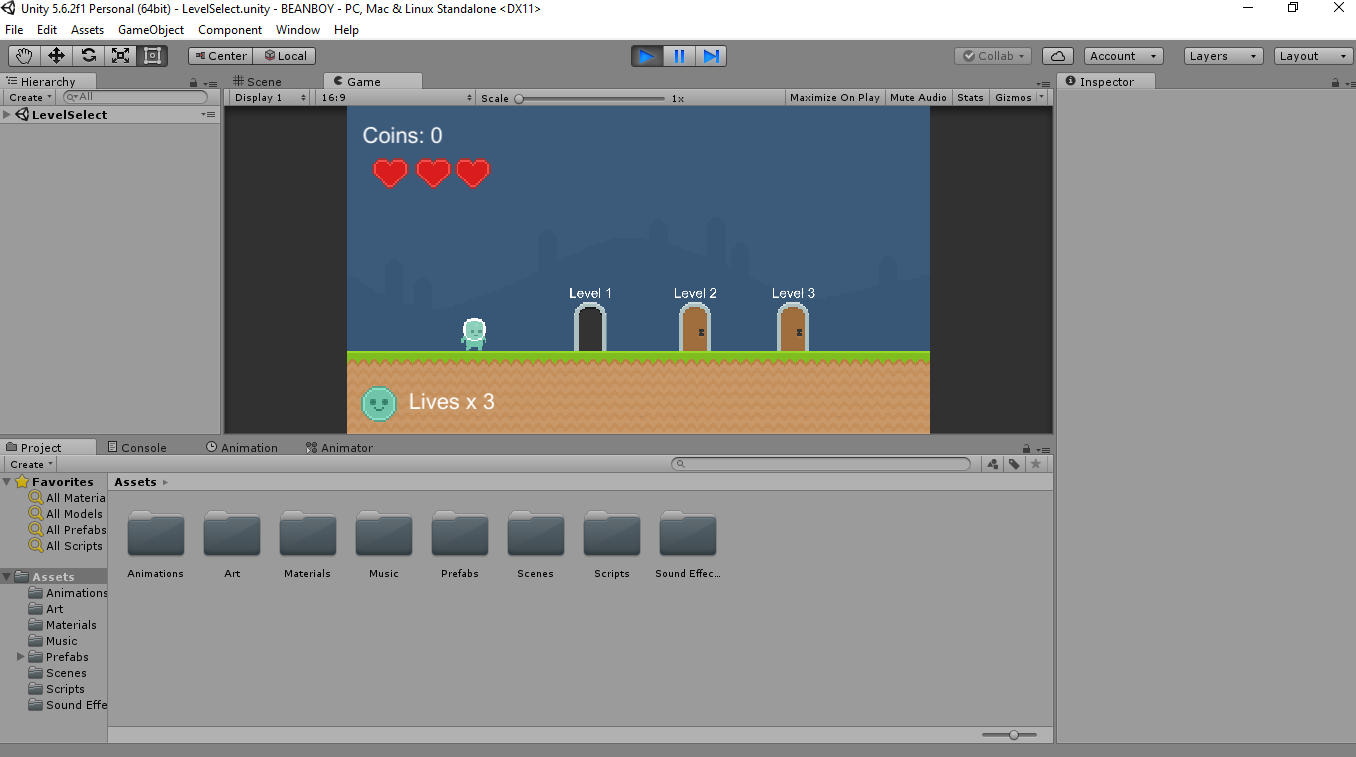 Unity 5.6.2f1 Personal (64bit) - LevelSelect.unity - BEANBOY - PC, Mac & Linux Standalone <DX11>
File Edit Assets GameObject Component Window Help
Center Local Collab Account Layers Layout
Hierarchy Scene Game Inspector
Create All Display 1 16:9 Scale 1x Maximize On Play Mute Audio Stats Gizmos
LevelSelect
Coins: 0
Level 1 Level 2 Level 3
Lives x 3
Project Console Animation Animator
Create
Favorites
All Materia
All Models
All Prefabs
All Scripts
Assets
Animations
Art
Materials
Music
Prefabs
Scenes
Scripts
Sound Effe
Assets
Animations Art Materials Music Prefabs Scenes Scripts Sound Effec...